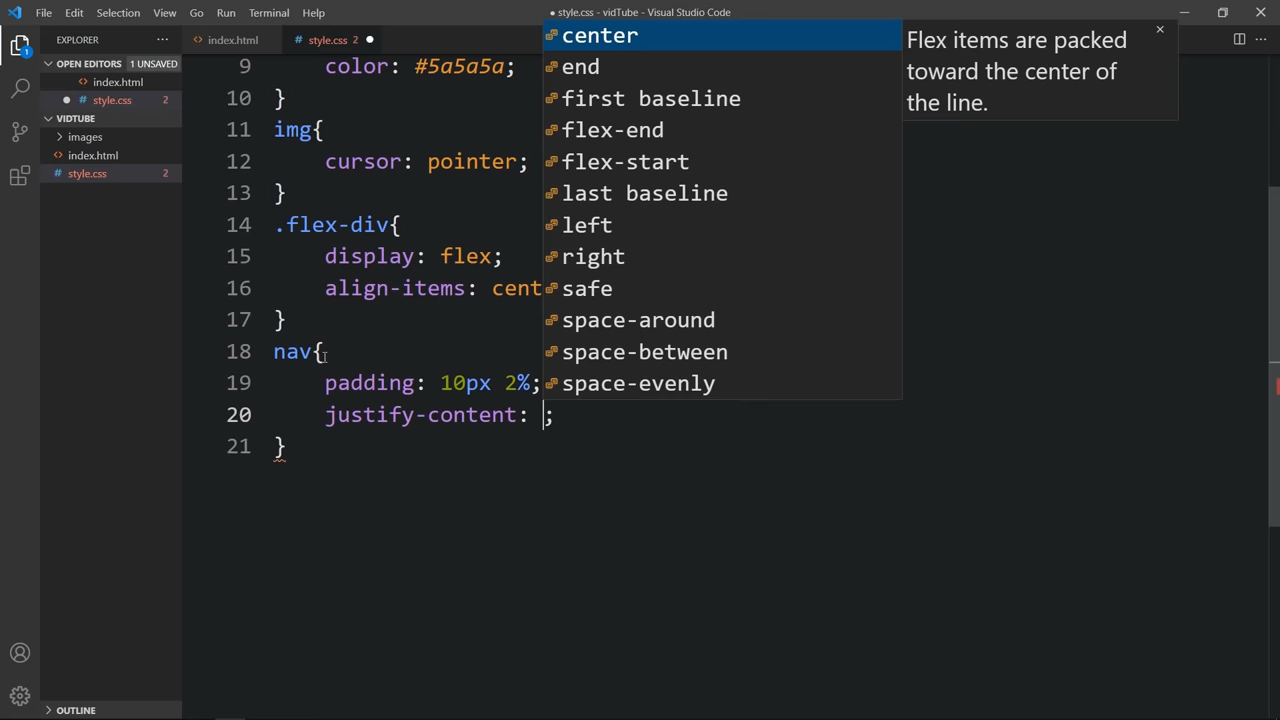 File Edit Selection View Go Run Terminal Help
● style.css - vidTube - Visual Studio Code
EXPLORER ···
OPEN EDITORS 1 UNSAVED
<> index.html
● # style.css 2
VIDTUBE
> images
<> index.html
# style.css 2
> OUTLINE
1
<> index.html # style.css 2 ●
9 color: #5a5a5a;
10 }
11 img{
12 cursor: pointer;
13 }
14 .flex-div{
15 display: flex;
16 align-items: cent
17 }
18 nav{
19 padding: 10px 2%;
20 justify-content: ;
21 }
center
end
first baseline
flex-end
flex-start
last baseline
left
right
safe
space-around
space-between
space-evenly
Flex items are packed
toward the center of
the line.